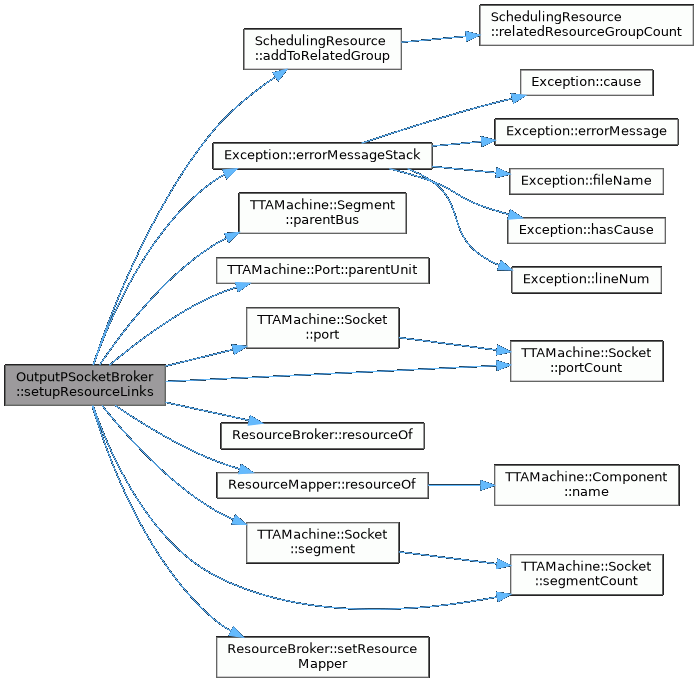 SchedulingResource
::relatedResourceGroupCount
SchedulingResource
::addToRelatedGroup
Exception::cause
Exception::errorMessage
Exception::errorMessageStack
Exception::fileName
TTAMachine::Segment
::parentBus
Exception::hasCause
TTAMachine::Port::parentUnit
Exception::lineNum
TTAMachine::Socket
::port
TTAMachine::Socket
::portCount
OutputPSocketBroker
::setupResourceLinks
ResourceBroker::resourceOf
ResourceMapper::resourceOf
TTAMachine::Component
::name
TTAMachine::Socket
::segment
TTAMachine::Socket
::segmentCount
ResourceBroker::setResource
Mapper